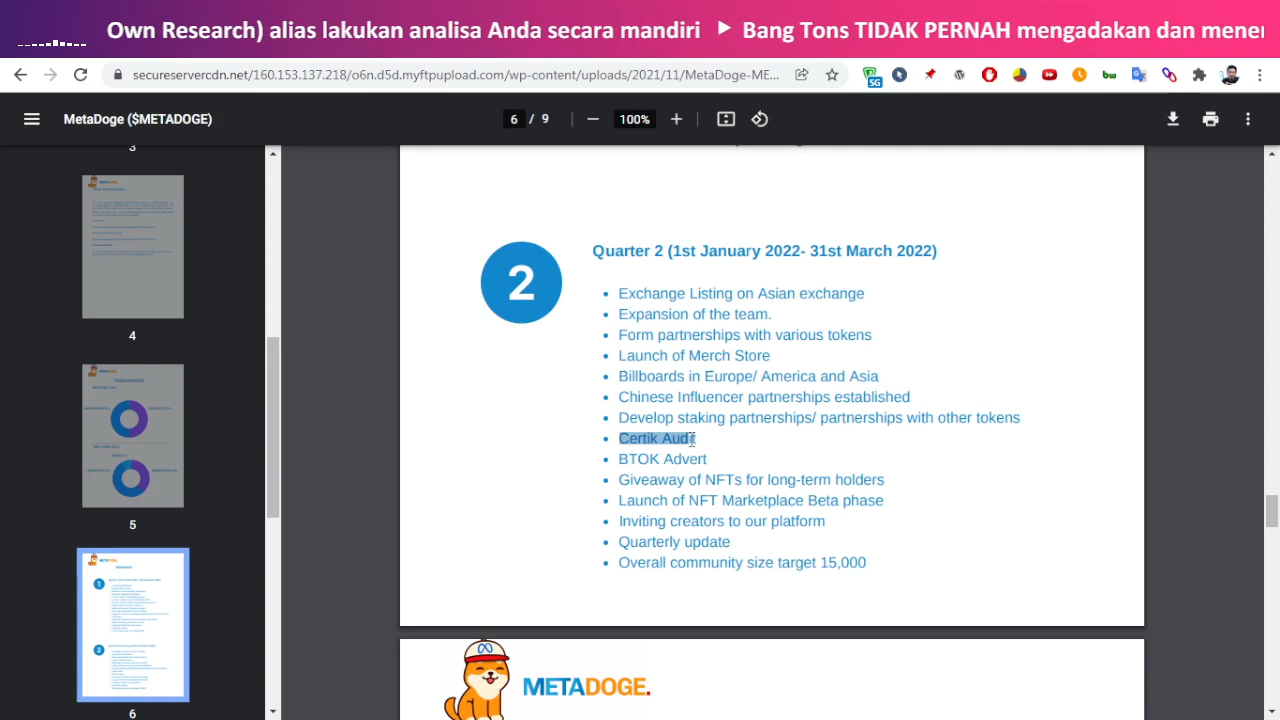 Own Research) alias lakukan analisa Anda secara mandiri ▶ Bang Tons TIDAK PERNAH mengadakan dan mener
secureservercdn.net/160.153.137.218/o6n.d5d.myftpupload.com/wp-content/uploads/2021/11/MetaDoge-ME...
SG
bw
MetaDoge ($METADOGE)
6 / 9
100%
3
4
5
6
2
Quarter 2 (1st January 2022- 31st March 2022)
• Exchange Listing on Asian exchange
• Expansion of the team.
• Form partnerships with various tokens
• Launch of Merch Store
• Billboards in Europe/ America and Asia
• Chinese Influencer partnerships established
• Develop staking partnerships/ partnerships with other tokens
• Certik Audit
• BTOK Advert
• Giveaway of NFTs for long-term holders
• Launch of NFT Marketplace Beta phase
• Inviting creators to our platform
• Quarterly update
• Overall community size target 15,000
METADOGE.